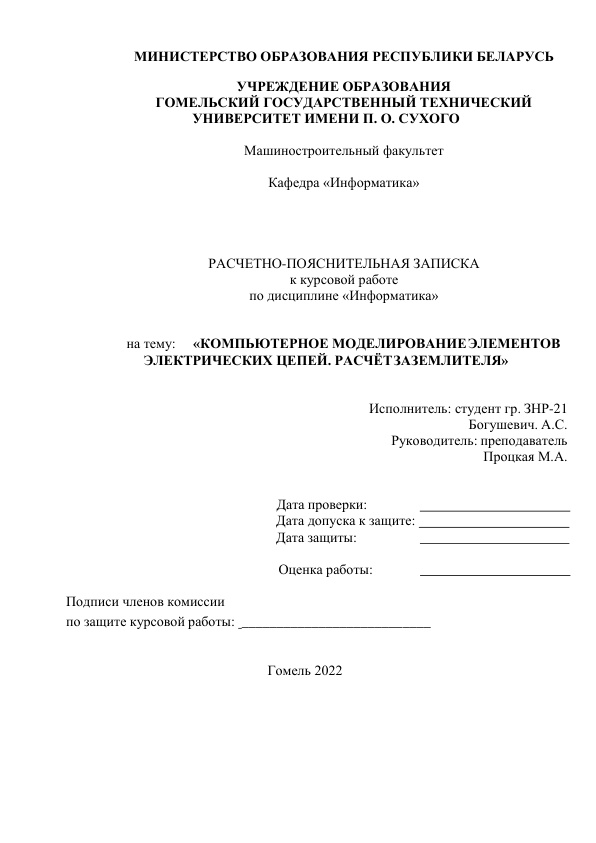 МИНИСТЕРСТВО ОБРАЗОВАНИЯ РЕСПУБЛИКИ БЕЛАРУСЬ
УЧРЕЖДЕНИЕ ОБРАЗОВАНИЯ
ГОМЕЛЬСКИЙ ГОСУДАРСТВЕННЫЙ ТЕХНИЧЕСКИЙ
УНИВЕРСИТЕТ ИМЕНИ П. О. СУХОГО
Машиностроительный факультет
Кафедра «Информатика»
РАСЧЕТНО-ПОЯСНИТЕЛЬНАЯ ЗАПИСКА
к курсовой работе
по дисциплине «Информатика»
на тему: «КОМПЬЮТЕРНОЕ МОДЕЛИРОВАНИЕ ЭЛЕМЕНТОВ
ЭЛЕКТРИЧЕСКИХ ЦЕПЕЙ. РАСЧЁТ ЗАЗЕМЛИТЕЛЯ»
Исполнитель: студент гр. ЗНР-21
Богушевич. А.С.
Руководитель: преподаватель
Процкая М.А.
Дата проверки: ______________________
Дата допуска к защите: ______________________
Дата защиты: ______________________
Оценка работы: ______________________
Подписи членов комиссии
по защите курсовой работы: ___________________________
Гомель 2022